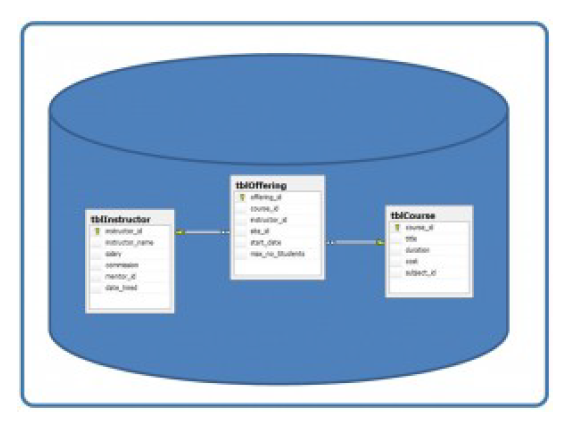 tblInstructor
instructor_id
instructor_name
salary
commission
mentor_id
date_hired
tblOffering
offering_id
course_id
instructor_id
site_id
start_date
max_no_Students
tblCourse
course_id
title
duration
cost
subject_id